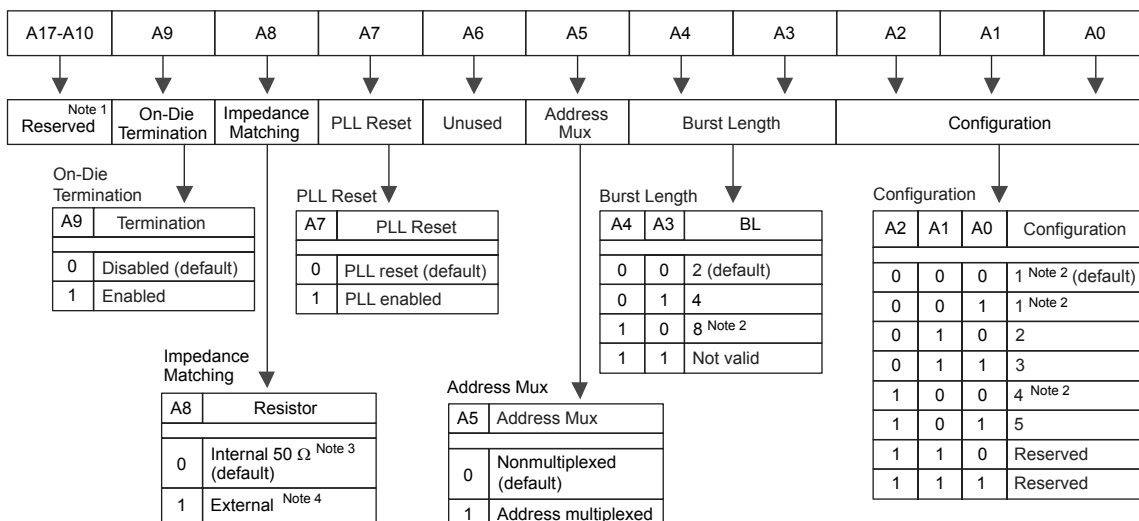 A17-A10 A9 A8 A7 A6 A5 A4 A3 A2 A1 A0
Reserved Note 1 On-Die Termination Impedance Matching PLL Reset Unused Address Mux Burst Length Configuration
On-Die
Termination
A9 Termination
0 Disabled (default)
1 Enabled
PLL Reset
A7 PLL Reset
0 PLL reset (default)
1 PLL enabled
Burst Length
A4 A3 BL
0 0 2 (default)
0 1 4
1 0 8 Note 2
1 1 Not valid
Configuration
A2 A1 A0 Configuration
0 0 0 1 Note 2 (default)
0 0 1 1 Note 2
0 1 0 2
0 1 1 3
1 0 0 4 Note 2
1 0 1 5
1 1 0 Reserved
1 1 1 Reserved
Impedance
Matching
A8 Resistor
0 Internal 50 Ω Note 3
(default)
1 External Note 4
Address Mux
A5 Address Mux
0 Nonmultiplexed
(default)
1 Address multiplexed